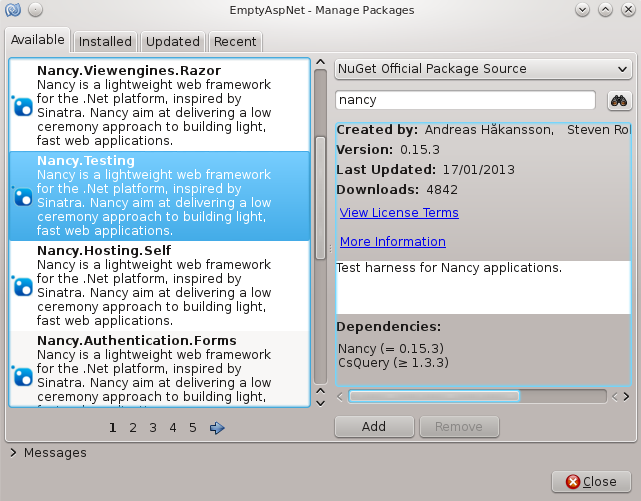 EmptyAspNet - Manage Packages
Available
Installed
Updated
Recent
Nancy.Viewengines.Razor
Nancy is a lightweight web framework
for the .Net platform, inspired by
Sinatra. Nancy aim at delivering a low
ceremony approach to building light,
fast web applications.
Nancy.Testing
Nancy is a lightweight web framework
for the .Net platform, inspired by
Sinatra. Nancy aim at delivering a low
ceremony approach to building light,
fast web applications.
Nancy.Hosting.Self
Nancy is a lightweight web framework
for the .Net platform, inspired by
Sinatra. Nancy aim at delivering a low
ceremony approach to building light,
fast web applications.
Nancy.Authentication.Forms
Nancy is a lightweight web framework
for the .Net platform, inspired by
Sinatra. Nancy aim at delivering a low
ceremony approach to building light,
1 2 3 4 5
NuGet Official Package Source
nancy
Created by: Andreas Håkansson, Steven
Version: 0.15.3
Last Updated: 17/01/2013
Downloads: 4842
View License Terms
More Information
Test harness for Nancy applications.
Dependencies:
Nancy (= 0.15.3)
CsQuery (≥ 1.3.3)
Add
Remove
Messages
Close